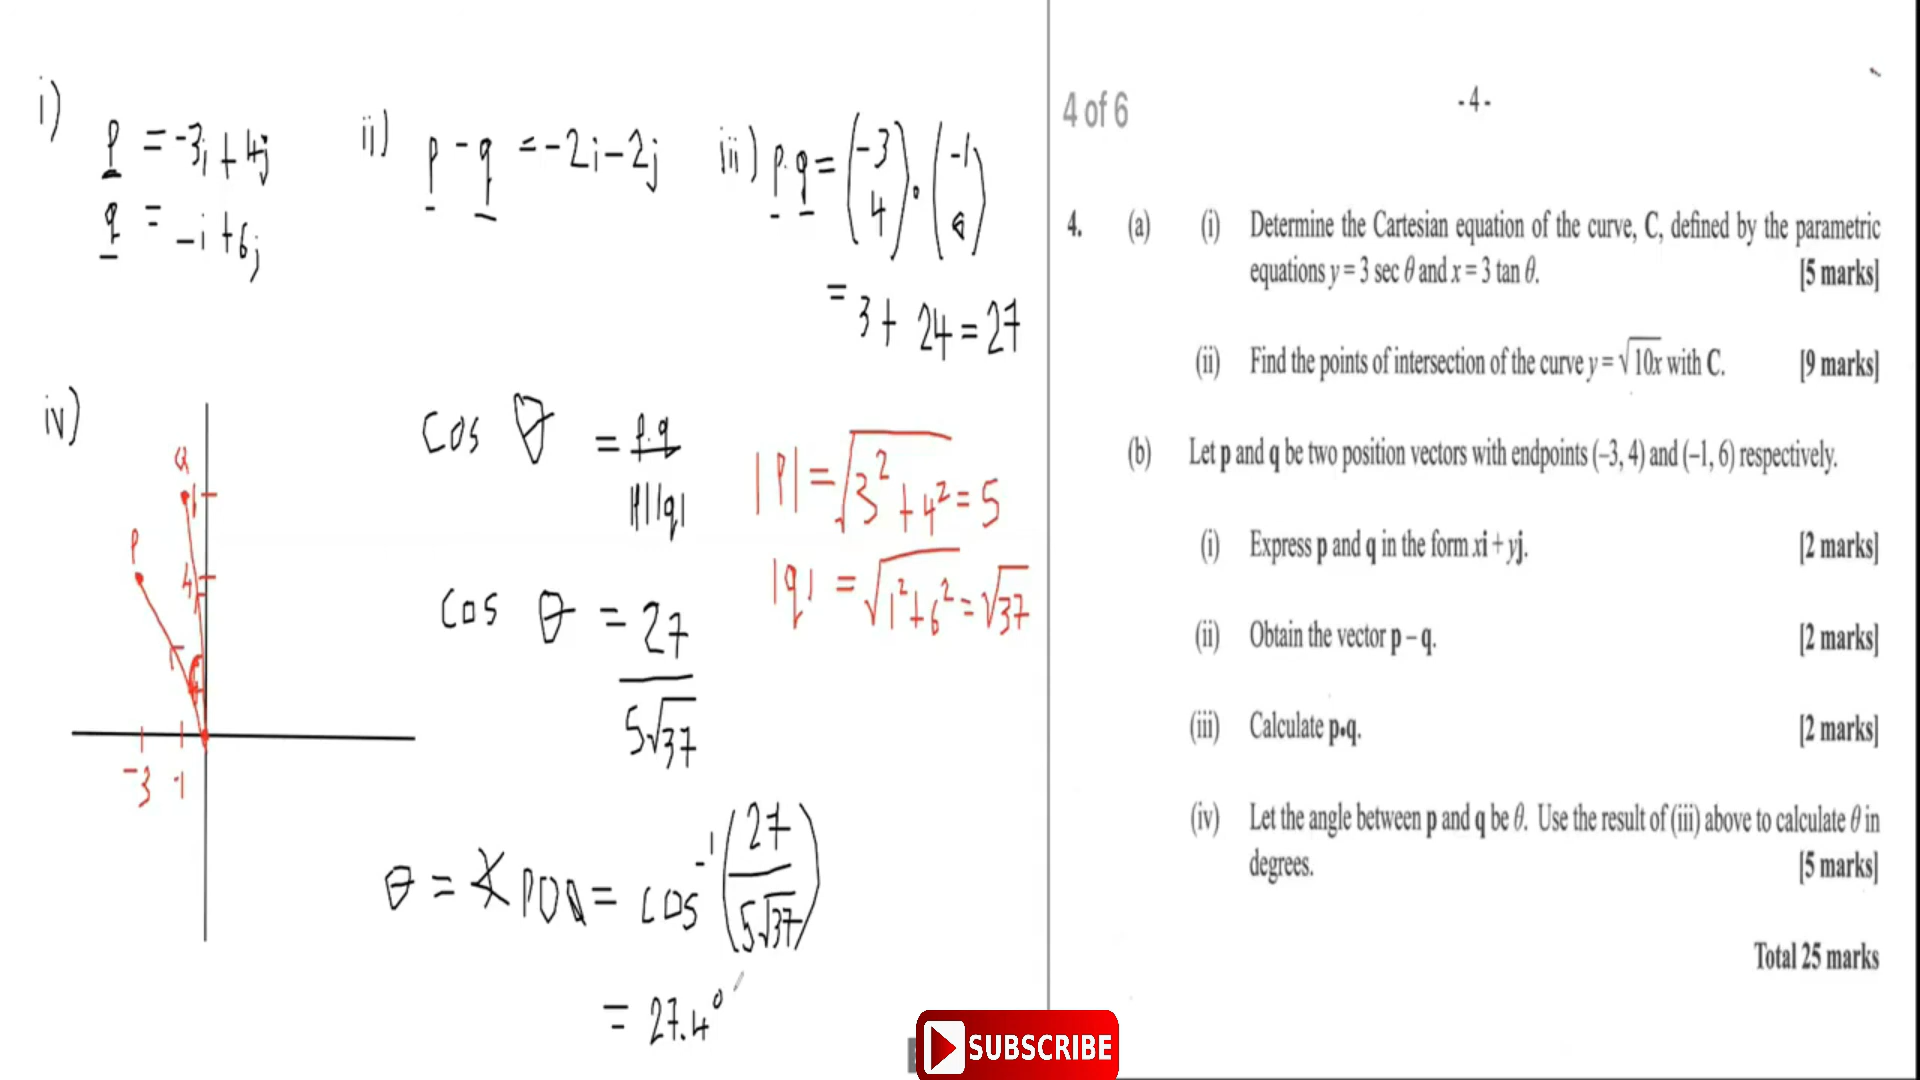 i)
p = -3i + 4j
q = -i + 6j
ii) p - q = -2i - 2j
iii) p.q = (-3 4) . (-1 6)
= 3 + 24 = 27
iv)
Q
P
6
4
-3 -1
cos θ = p.q / |p||q|
|P| = √3² + 4² = 5
|q| = √1² + 6² = √37
cos θ = 27 / 5√37
θ = ∢ POQ = cos⁻¹ (27 / 5√37)
= 27.4°
4 of 6
-4-
4. (a) (i) Determine the Cartesian equation of the curve, C, defined by the parametric
equations y = 3 sec θ and x = 3 tan θ. [5 marks]
(ii) Find the points of intersection of the curve y = √10x with C. [9 marks]
(b) Let p and q be two position vectors with endpoints (–3, 4) and (–1, 6) respectively.
(i) Express p and q in the form xi + yj. [2 marks]
(ii) Obtain the vector p – q. [2 marks]
(iii) Calculate p•q. [2 marks]
(iv) Let the angle between p and q be θ. Use the result of (iii) above to calculate θ in
degrees. [5 marks]
Total 25 marks
SUBSCRIBE